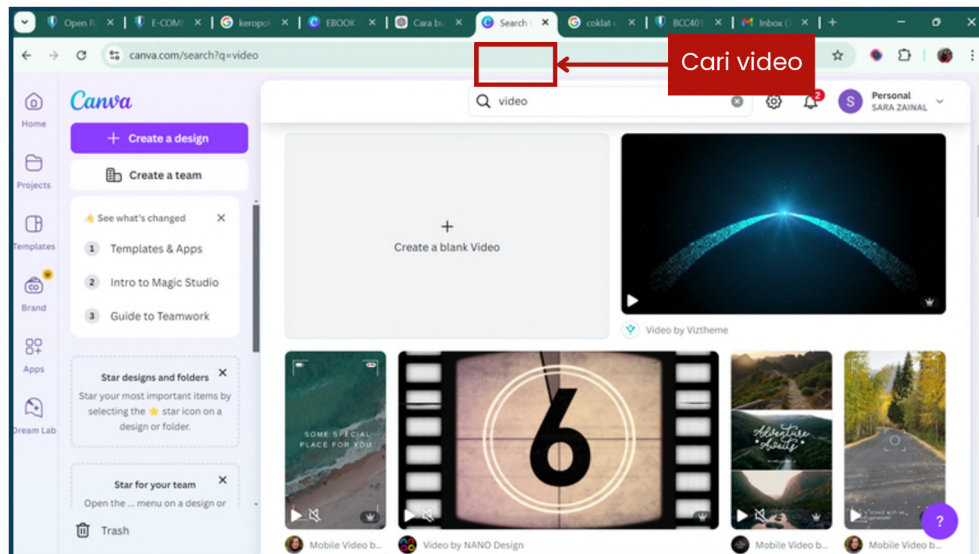 Open B
E-COM
keropol
EBOOK
Cara bu
Search
coklat
BCC401
Inbox (
canva.com/search?q=video
Cari video
Home
Projects
Templates
Brand
Apps
Dream Lab
Canva
Create a design
Create a team
See what's changed
1 Templates & Apps
2 Intro to Magic Studio
3 Guide to Teamwork
Star designs and folders
Star your most important items by
selecting the ⭐ star icon on a
design or folder.
Star for your team
Open the ... menu on a design or
Trash
video
2
S
Personal
SARA ZAINAL
+
Create a blank Video
Video by Viztheme
SOME SPECIAL
PLACE FOR YOU
6
Adventure
Awaits
Mobile Video b...
Video by NANO Design
Mobile Video b...
Mobile Video b...
?